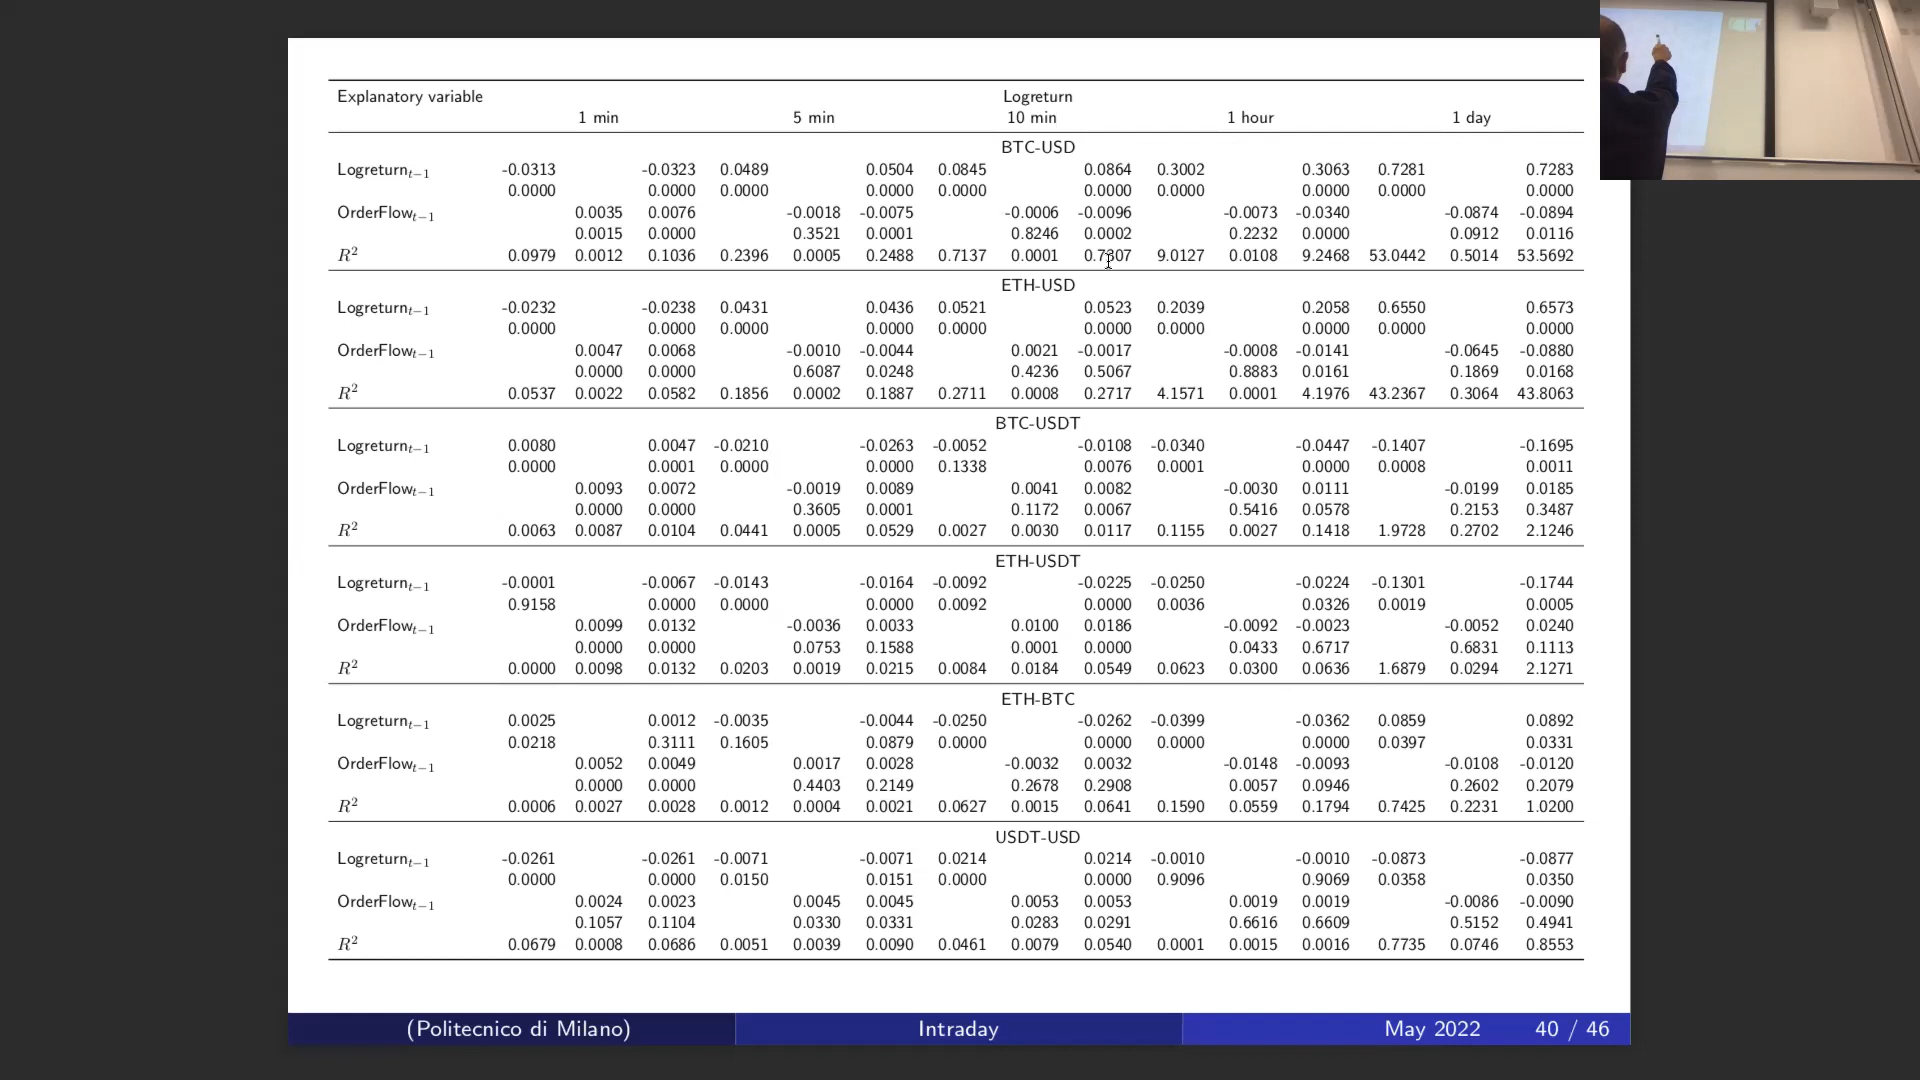 Explanatory variable Logreturn
1 min 5 min 10 min 1 hour 1 day
BTC-USD
Logreturn_{t−1} -0.0313 -0.0323 0.0489 0.0504 0.0845 0.0864 0.3002 0.3063 0.7281 0.7283
0.0000 0.0000 0.0000 0.0000 0.0000 0.0000 0.0000 0.0000 0.0000 0.0000
OrderFlow_{t−1} 0.0035 0.0076 -0.0018 -0.0075 -0.0006 -0.0096 -0.0073 -0.0340 -0.0874 -0.0894
0.0015 0.0000 0.3521 0.0001 0.8246 0.0002 0.2232 0.0000 0.0912 0.0116
R² 0.0979 0.0012 0.1036 0.2396 0.0005 0.2488 0.7137 0.0001 0.7307 9.0127 0.0108 9.2468 53.0442 0.5014 53.5692
ETH-USD
Logreturn_{t−1} -0.0232 -0.0238 0.0431 0.0436 0.0521 0.0523 0.2039 0.2058 0.6550 0.6573
0.0000 0.0000 0.0000 0.0000 0.0000 0.0000 0.0000 0.0000 0.0000 0.0000
OrderFlow_{t−1} 0.0047 0.0068 -0.0010 -0.0044 0.0021 -0.0017 -0.0008 -0.0141 -0.0645 -0.0880
0.0000 0.0000 0.6087 0.0248 0.4236 0.5067 0.8883 0.0161 0.1869 0.0168
R² 0.0537 0.0022 0.0582 0.1856 0.0002 0.1887 0.2711 0.0008 0.2717 4.1571 0.0001 4.1976 43.2367 0.3064 43.8063
BTC-USDT
Logreturn_{t−1} 0.0080 0.0047 -0.0210 -0.0263 -0.0052 -0.0108 -0.0340 -0.0447 -0.1407 -0.1695
0.0000 0.0001 0.0000 0.0000 0.1338 0.0076 0.0001 0.0000 0.0008 0.0011
OrderFlow_{t−1} 0.0093 0.0072 -0.0019 0.0089 0.0041 0.0082 -0.0030 0.0111 -0.0199 0.0185
0.0000 0.0000 0.3605 0.0001 0.1172 0.0067 0.5416 0.0578 0.2153 0.3487
R² 0.0063 0.0087 0.0104 0.0441 0.0005 0.0529 0.0027 0.0030 0.0117 0.1155 0.0027 0.1418 1.9728 0.2702 2.1246
ETH-USDT
Logreturn_{t−1} -0.0001 -0.0067 -0.0143 -0.0164 -0.0092 -0.0225 -0.0250 -0.0224 -0.1301 -0.1744
0.9158 0.0000 0.0000 0.0000 0.0092 0.0000 0.0036 0.0326 0.0019 0.0005
OrderFlow_{t−1} 0.0099 0.0132 -0.0036 0.0033 0.0100 0.0186 -0.0092 -0.0023 -0.0052 0.0240
0.0000 0.0000 0.0753 0.1588 0.0001 0.0000 0.0433 0.6717 0.6831 0.1113
R² 0.0000 0.0098 0.0132 0.0203 0.0019 0.0215 0.0084 0.0184 0.0549 0.0623 0.0300 0.0636 1.6879 0.0294 2.1271
ETH-BTC
Logreturn_{t−1} 0.0025 0.0012 -0.0035 -0.0044 -0.0250 -0.0262 -0.0399 -0.0362 0.0859 0.0892
0.0218 0.3111 0.1605 0.0879 0.0000 0.0000 0.0000 0.0000 0.0397 0.0331
OrderFlow_{t−1} 0.0052 0.0049 0.0017 0.0028 -0.0032 0.0032 -0.0148 -0.0093 -0.0108 -0.0120
0.0000 0.0000 0.4403 0.2149 0.2678 0.2908 0.0057 0.0946 0.2602 0.2079
R² 0.0006 0.0027 0.0028 0.0012 0.0004 0.0021 0.0627 0.0015 0.0641 0.1590 0.0559 0.1794 0.7425 0.2231 1.0200
USDT-USD
Logreturn_{t−1} -0.0261 -0.0261 -0.0071 -0.0071 0.0214 0.0214 -0.0010 -0.0010 -0.0873 -0.0877
0.0000 0.0000 0.0150 0.0151 0.0000 0.0000 0.9096 0.9069 0.0358 0.0350
OrderFlow_{t−1} 0.0024 0.0023 0.0045 0.0045 0.0053 0.0053 0.0019 0.0019 -0.0086 -0.0090
0.1057 0.1104 0.0330 0.0331 0.0283 0.0291 0.6616 0.6609 0.5152 0.4941
R² 0.0679 0.0008 0.0686 0.0051 0.0039 0.0090 0.0461 0.0079 0.0540 0.0001 0.0015 0.0016 0.7735 0.0746 0.8553
(Politecnico di Milano) Intraday May 2022 40 / 46